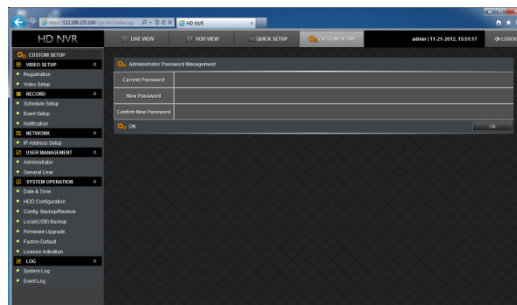 HD NVR
HD NVR
LIVE VIEW
VOD VIEW
QUICK SETUP
SYSTEM SETUP
admin | 11-21-2012, 15:51:17
CUSTOM SETUP
VIDEO SETUP
Registration
Video Setup
RECORD
Schedule Setup
Event Setup
Notification
NETWORK
IP Address Setup
USER MANAGEMENT
Administrator
General User
SYSTEM OPERATION
Date & Time
HDD Configuration
Config. Backup/Restore
Local(USB) Backup
Firmware Upgrade
Factory Default
License Activation
LOG
System Log
Event Log
Administrator Password Management
Current Password
New Password
Confirm New Password
OK
OK